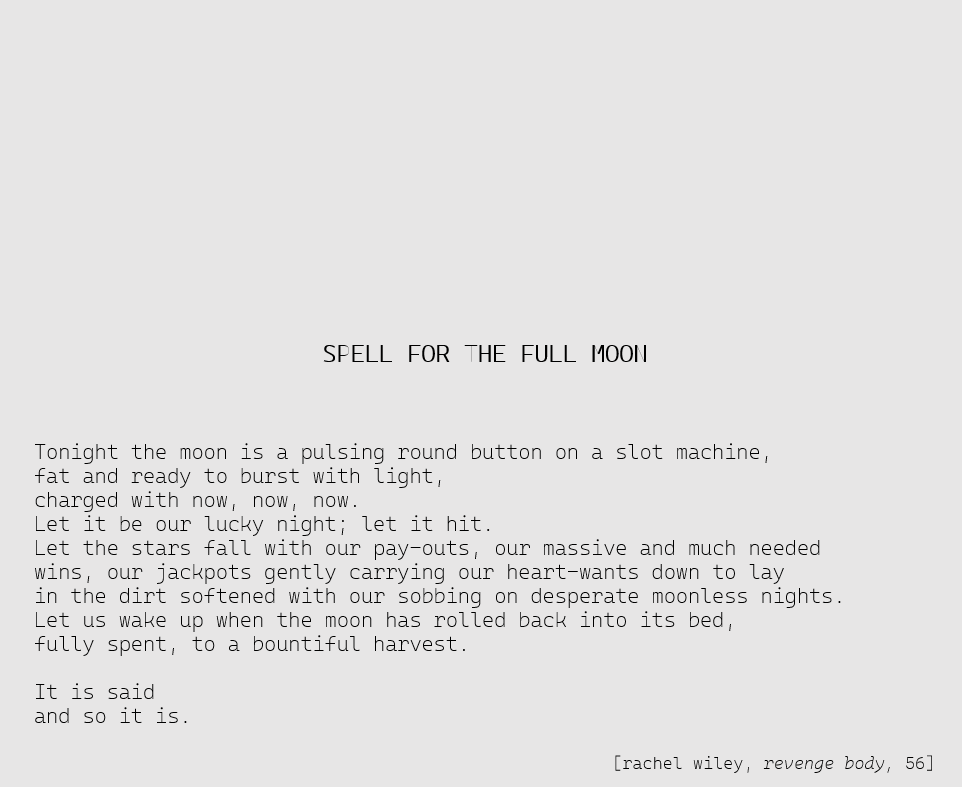 SPELL FOR THE FULL MOON
Tonight the moon is a pulsing round button on a slot machine,
fat and ready to burst with light,
charged with now, now, now.
Let it be our lucky night; let it hit.
Let the stars fall with our pay-outs, our massive and much needed
wins, our jackpots gently carrying our heart-wants down to lay
in the dirt softened with our sobbing on desperate moonless nights.
Let us wake up when the moon has rolled back into its bed,
fully spent, to a bountiful harvest.
It is said
and so it is.
[rachel wiley, revenge body, 56]